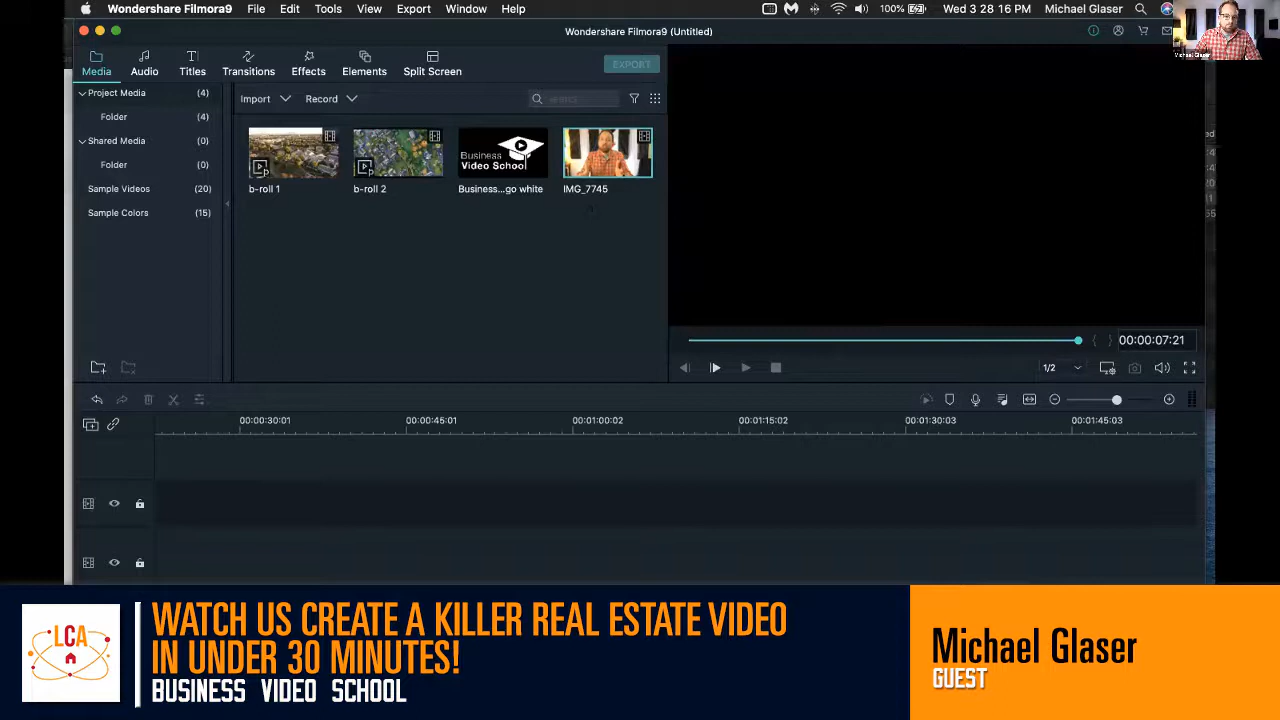 Wondershare Filmora9 File Edit Tools View Export Window Help 100% Wed 3 28 16 PM Michael Glaser
Wondershare Filmora9 (Untitled)
Michael Glaser
Media Audio Titles Transitions Effects Elements Split Screen EXPORT
Project Media (4)
Folder (4)
Shared Media (0)
Folder (0)
Sample Videos (20)
Sample Colors (15)
Import Record
Business
Video School
b-roll 1 b-roll 2 Business...go white IMG_7745
00:00:07:21
1/2
00:00:30:01 00:00:45:01 00:01:00:02 00:01:15:02 00:01:30:03 00:01:45:03
LCA
WATCH US CREATE A KILLER REAL ESTATE VIDEO
IN UNDER 30 MINUTES!
BUSINESS VIDEO SCHOOL
Michael Glaser
GUEST